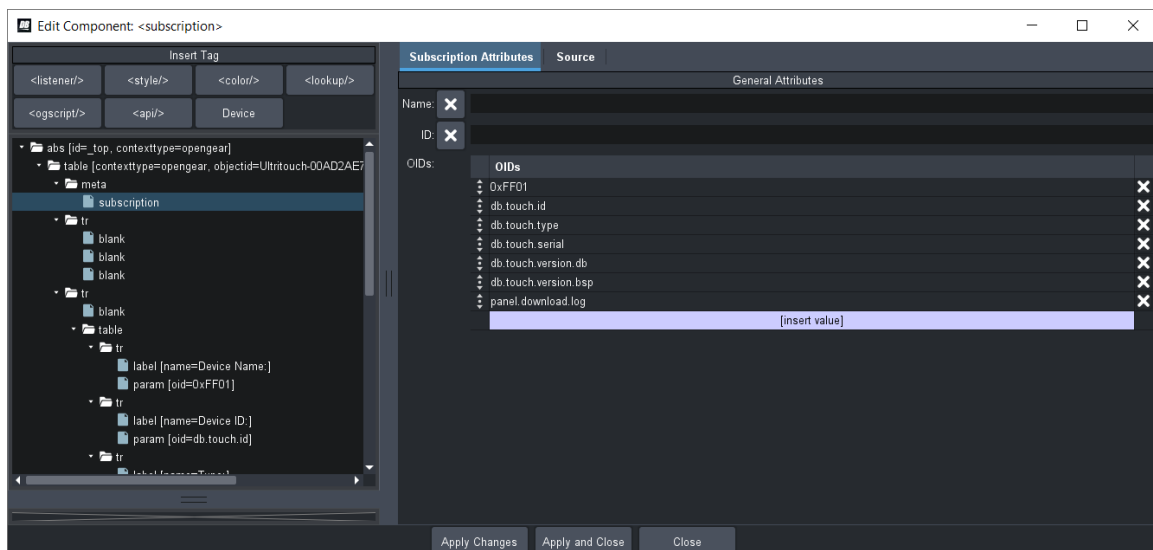 DB Edit Component: <subscription>
Insert Tag
<listener/> <style/> <color/> <lookup/>
<ogscript/> <api/> Device
abs [id=_top, contexttype=opengear]
table [contexttype=opengear, objectid=Ultritouch-00AD2AE7
meta
subscription
tr
blank
blank
blank
tr
blank
table
tr
label [name=Device Name:]
param [oid=0xFF01]
tr
label [name=Device ID:]
param [oid=db.touch.id]
tr
label [name=Type:]
Subscription Attributes Source
General Attributes
Name:
ID:
OIDs:
OIDs
0xFF01
db.touch.id
db.touch.type
db.touch.serial
db.touch.version.db
db.touch.version.bsp
panel.download.log
[insert value]
Apply Changes Apply and Close Close